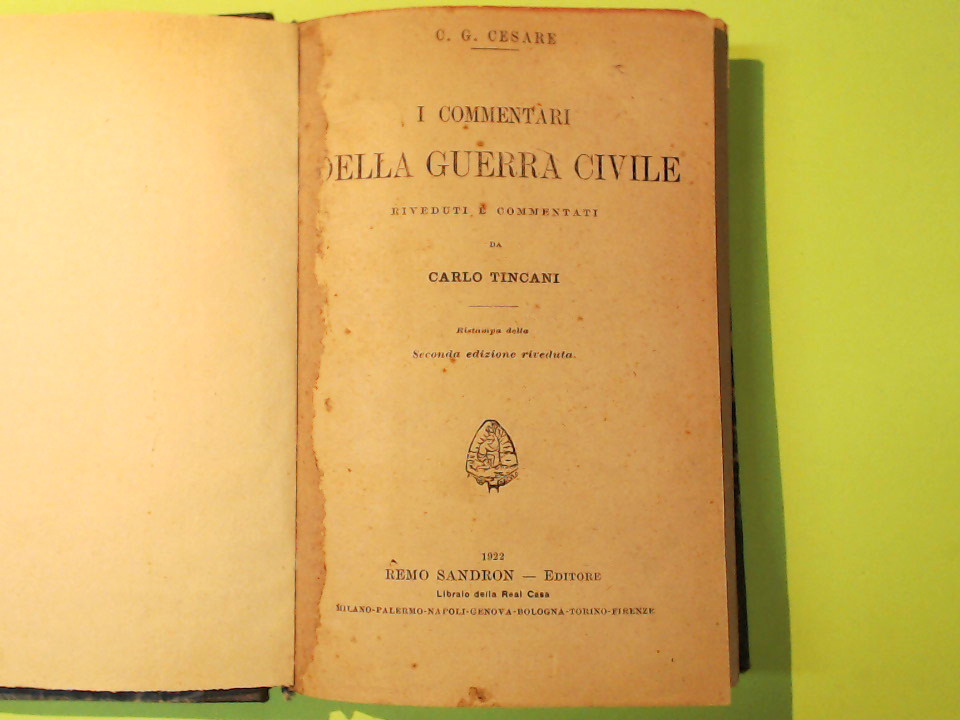 C. G. CESARE
I COMMENTARI
DELLA GUERRA CIVILE
RIVEDUTI E COMMENTATI
DA
CARLO TINCANI
Ristampa della
Seconda edizione riveduta.
1922
REMO SANDRON — EDITORE
Libraio della Real Casa
MILANO-PALERMO-NAPOLI-GENOVA-BOLOGNA-TORINO-FIRENZE